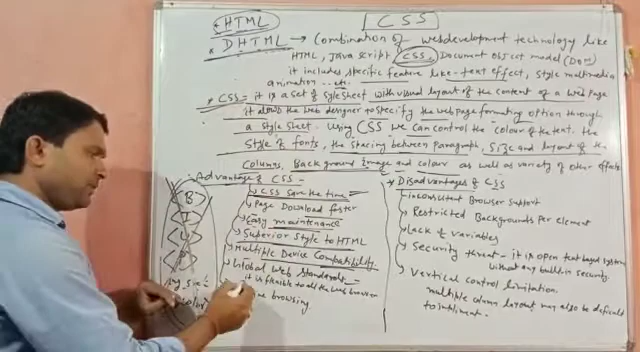 HTML
CSS
* DHTML → Combination of webdevelopment technology like
HTML, Java script, CSS, Document object model (DOM)
it includes specific feature like - text effect, style multimedia
animation ... etc.
* CSS = it is a set of stylesheet with visual layout of the content of a web page
it allows the web designer to specify the webpage formating option through
a style sheet. Using CSS we can control the colour of the text. the
style of fonts, the spacing between paragraph, size and layout of the
columns, Background image and colour as well as variety of other effects
Advantage of CSS -
CSS save the time
Page Download faster
Easy maintenance
Superior Style to HTML
Multiple Device Compatibility
Global web standards -
it is flexible to all the web browser
browsing
<B>
Disadvantages of CSS
inconsistent Browser support
Restricted Backgrounds Per element
Lack of variables
Security threat - it is open text based system
without any built in security.
Vertical control limitation.
multiple column layout may also be deficult
to impliment.